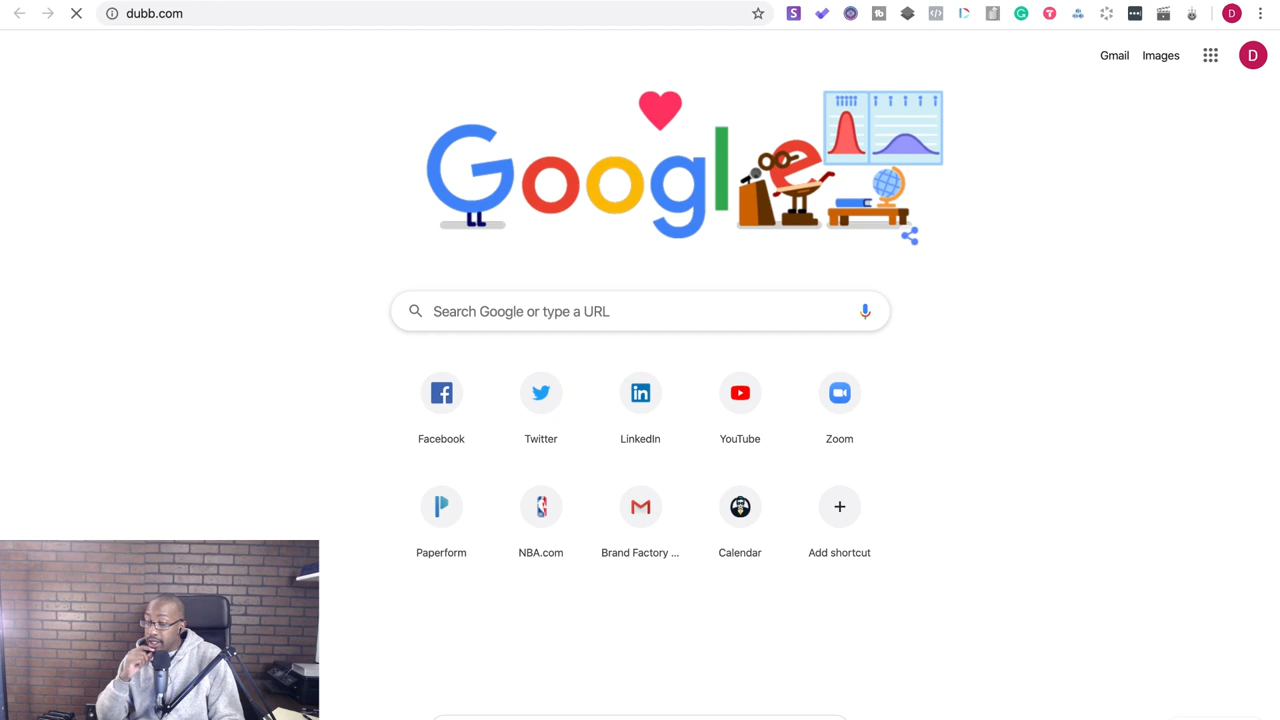 dubb.com
Gmail Images D
Google
Search Google or type a URL
Facebook Twitter LinkedIn YouTube Zoom
Paperform NBA.com Brand Factory ... Calendar Add shortcut